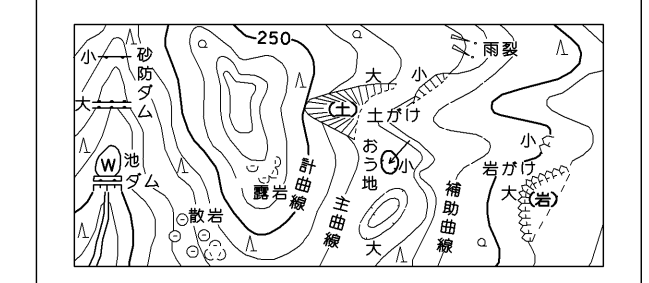 250
小
砂防ダム
大
W
池
ダム
散岩
露岩
計曲線
主曲線
(土)
大
小
土がけ
おう地
小
大
補助曲線
雨裂
小
岩がけ
大
(岩)